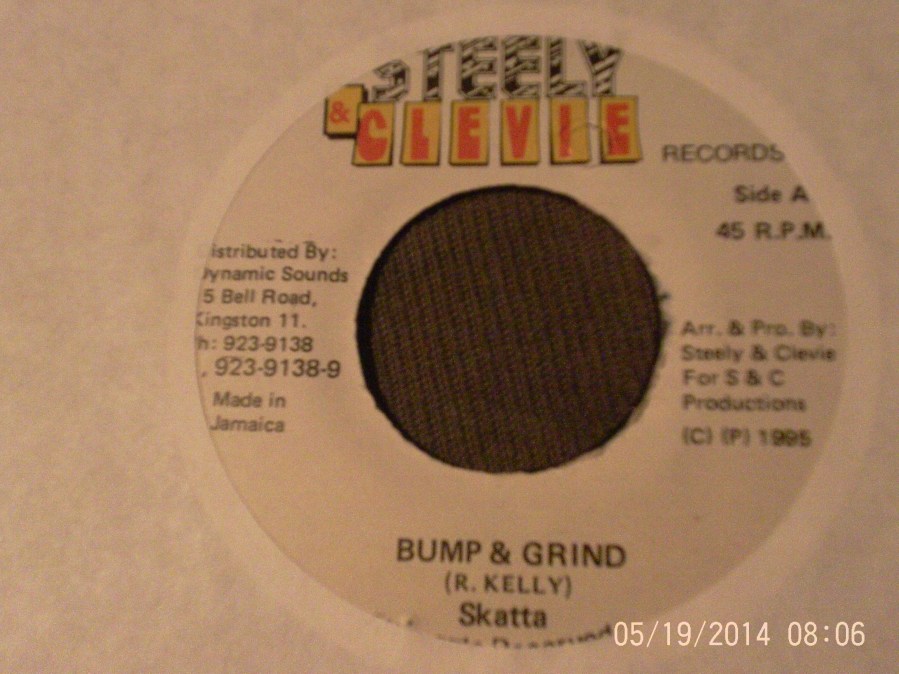 STEELY
& CLEVIE
RECORDS
Side A
45 R.P.M.
istributed By:
ynamic Sounds
5 Bell Road,
Kingston 11.
h: 923-9138
, 923-9138-9
Made in
Jamaica
Arr. & Pro. By:
Steely & Clevie
For S & C
Productions
(C) (P) 1995
BUMP & GRIND
(R. KELLY)
Skatta
05/19/2014 08:06